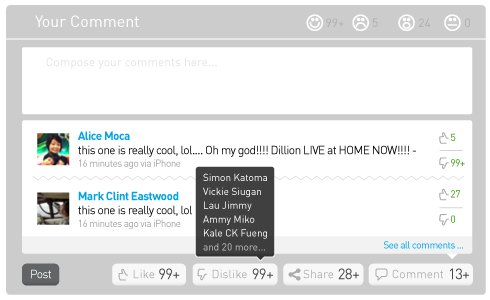 Your Comment 99+ 5 24 0
Compose your comments here...
Alice Moca
this one is really cool, lol.... Oh my god!!!! Dillion LIVE at HOME NOW!!!! -
16 minutes ago via iPhone
5
99+
Mark Clint Eastwood
this one is really cool, lol
16 minutes ago via iPhone
27
0
Simon Katoma
Vickie Siugan
Lau Jimmy
Ammy Miko
Kale CK Fueng
and 20 more...
See all comments ...
Post Like 99+ Dislike 99+ Share 28+ Comment 13+